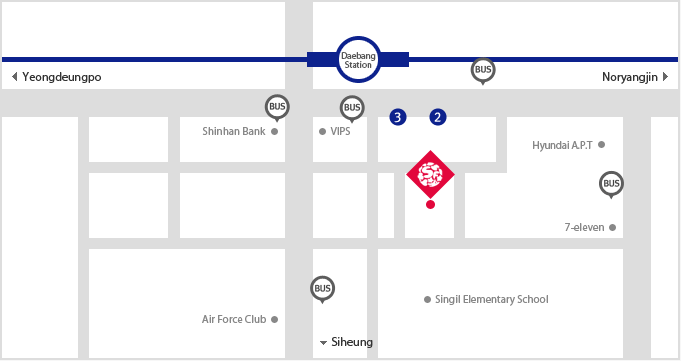 Daebang
Station
BUS
Yeongdeungpo
Noryangjin
BUS
BUS
3
2
Shinhan Bank
VIPS
Hyundai A.P.T
BUS
7-eleven
BUS
Singil Elementary School
Air Force Club
Siheung